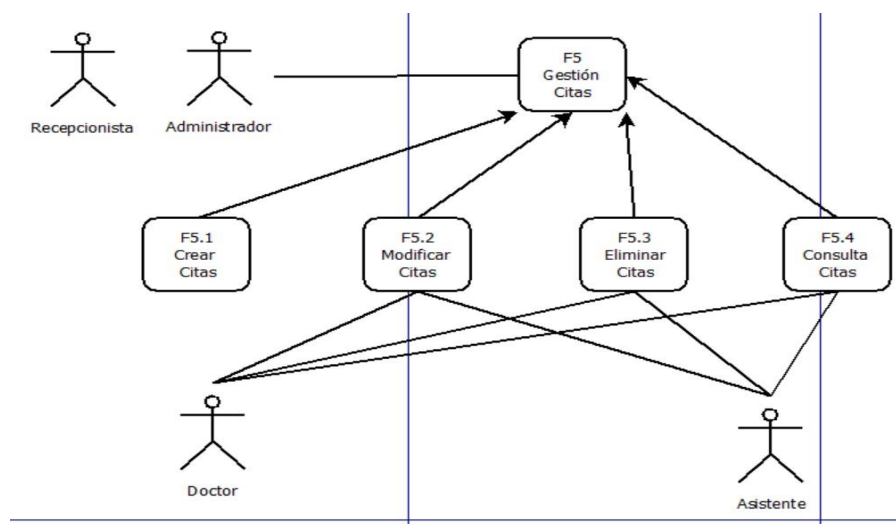 F5
Gestión
Citas
Recepcionista
Administrador
F5.1
Crear
Citas
F5.2
Modificar
Citas
F5.3
Eliminar
Citas
F5.4
Consulta
Citas
Doctor
Asistente